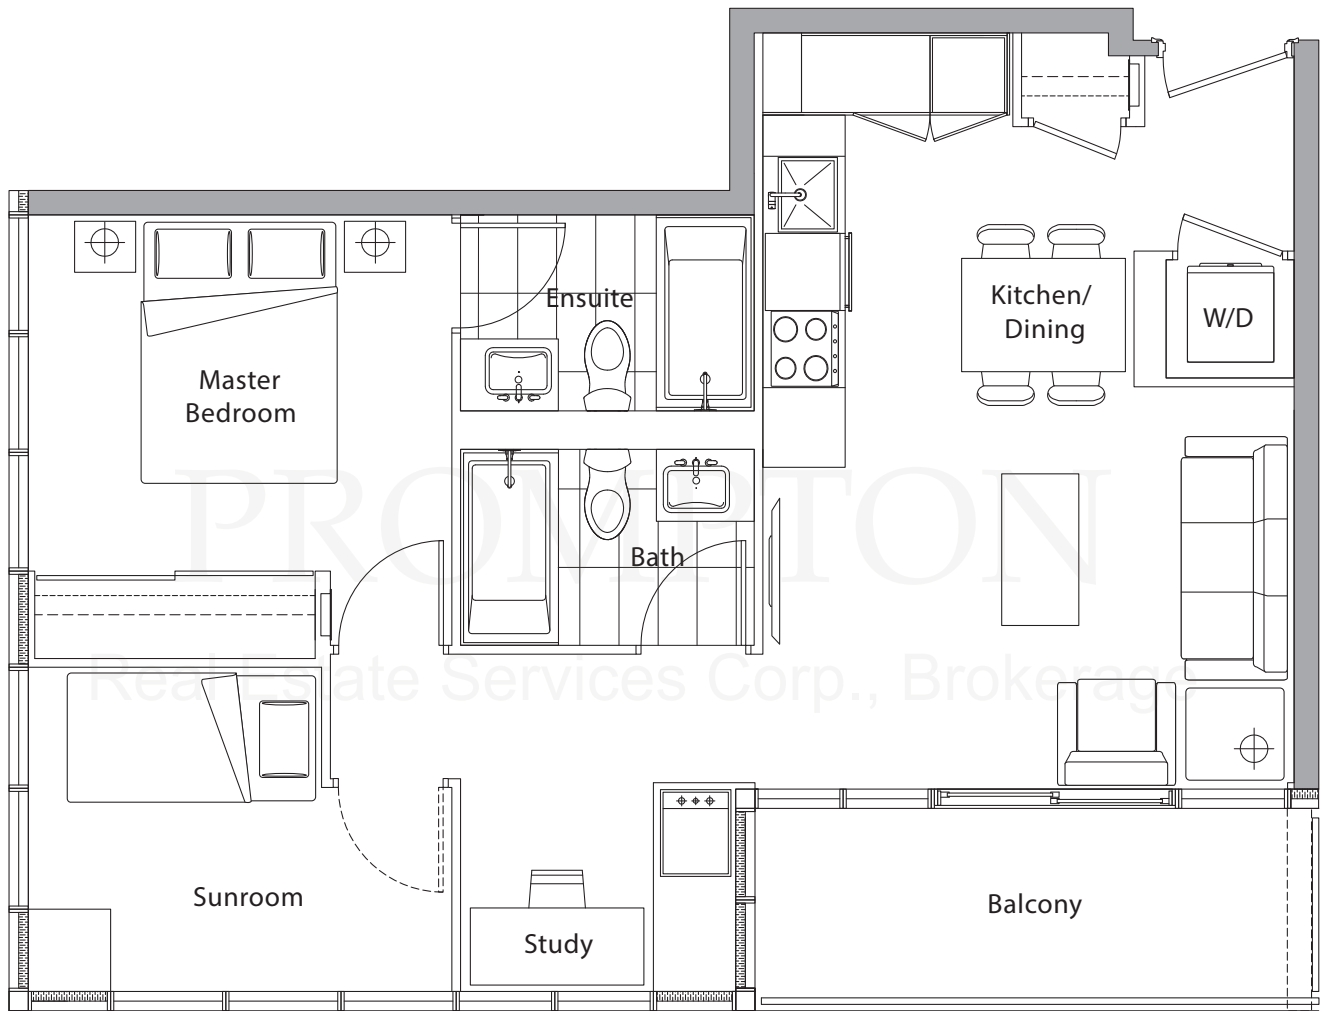 Ensuite
Kitchen/
Dining
W/D
Master
Bedroom
PROMPTON
Bath
Real Estate Services Corp., Brokerage
Sunroom
Balcony
Study